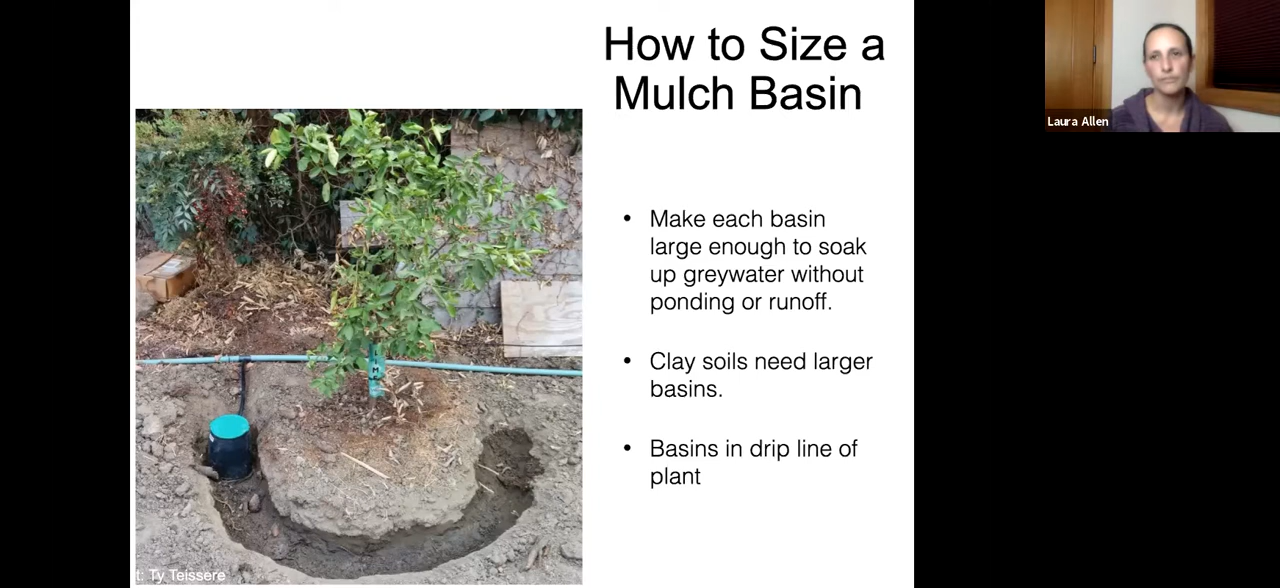 How to Size a
Mulch Basin
Laura Allen
• Make each basin
large enough to soak
up greywater without
ponding or runoff.
• Clay soils need larger
basins.
• Basins in drip line of
plant
t: Ty Teissere